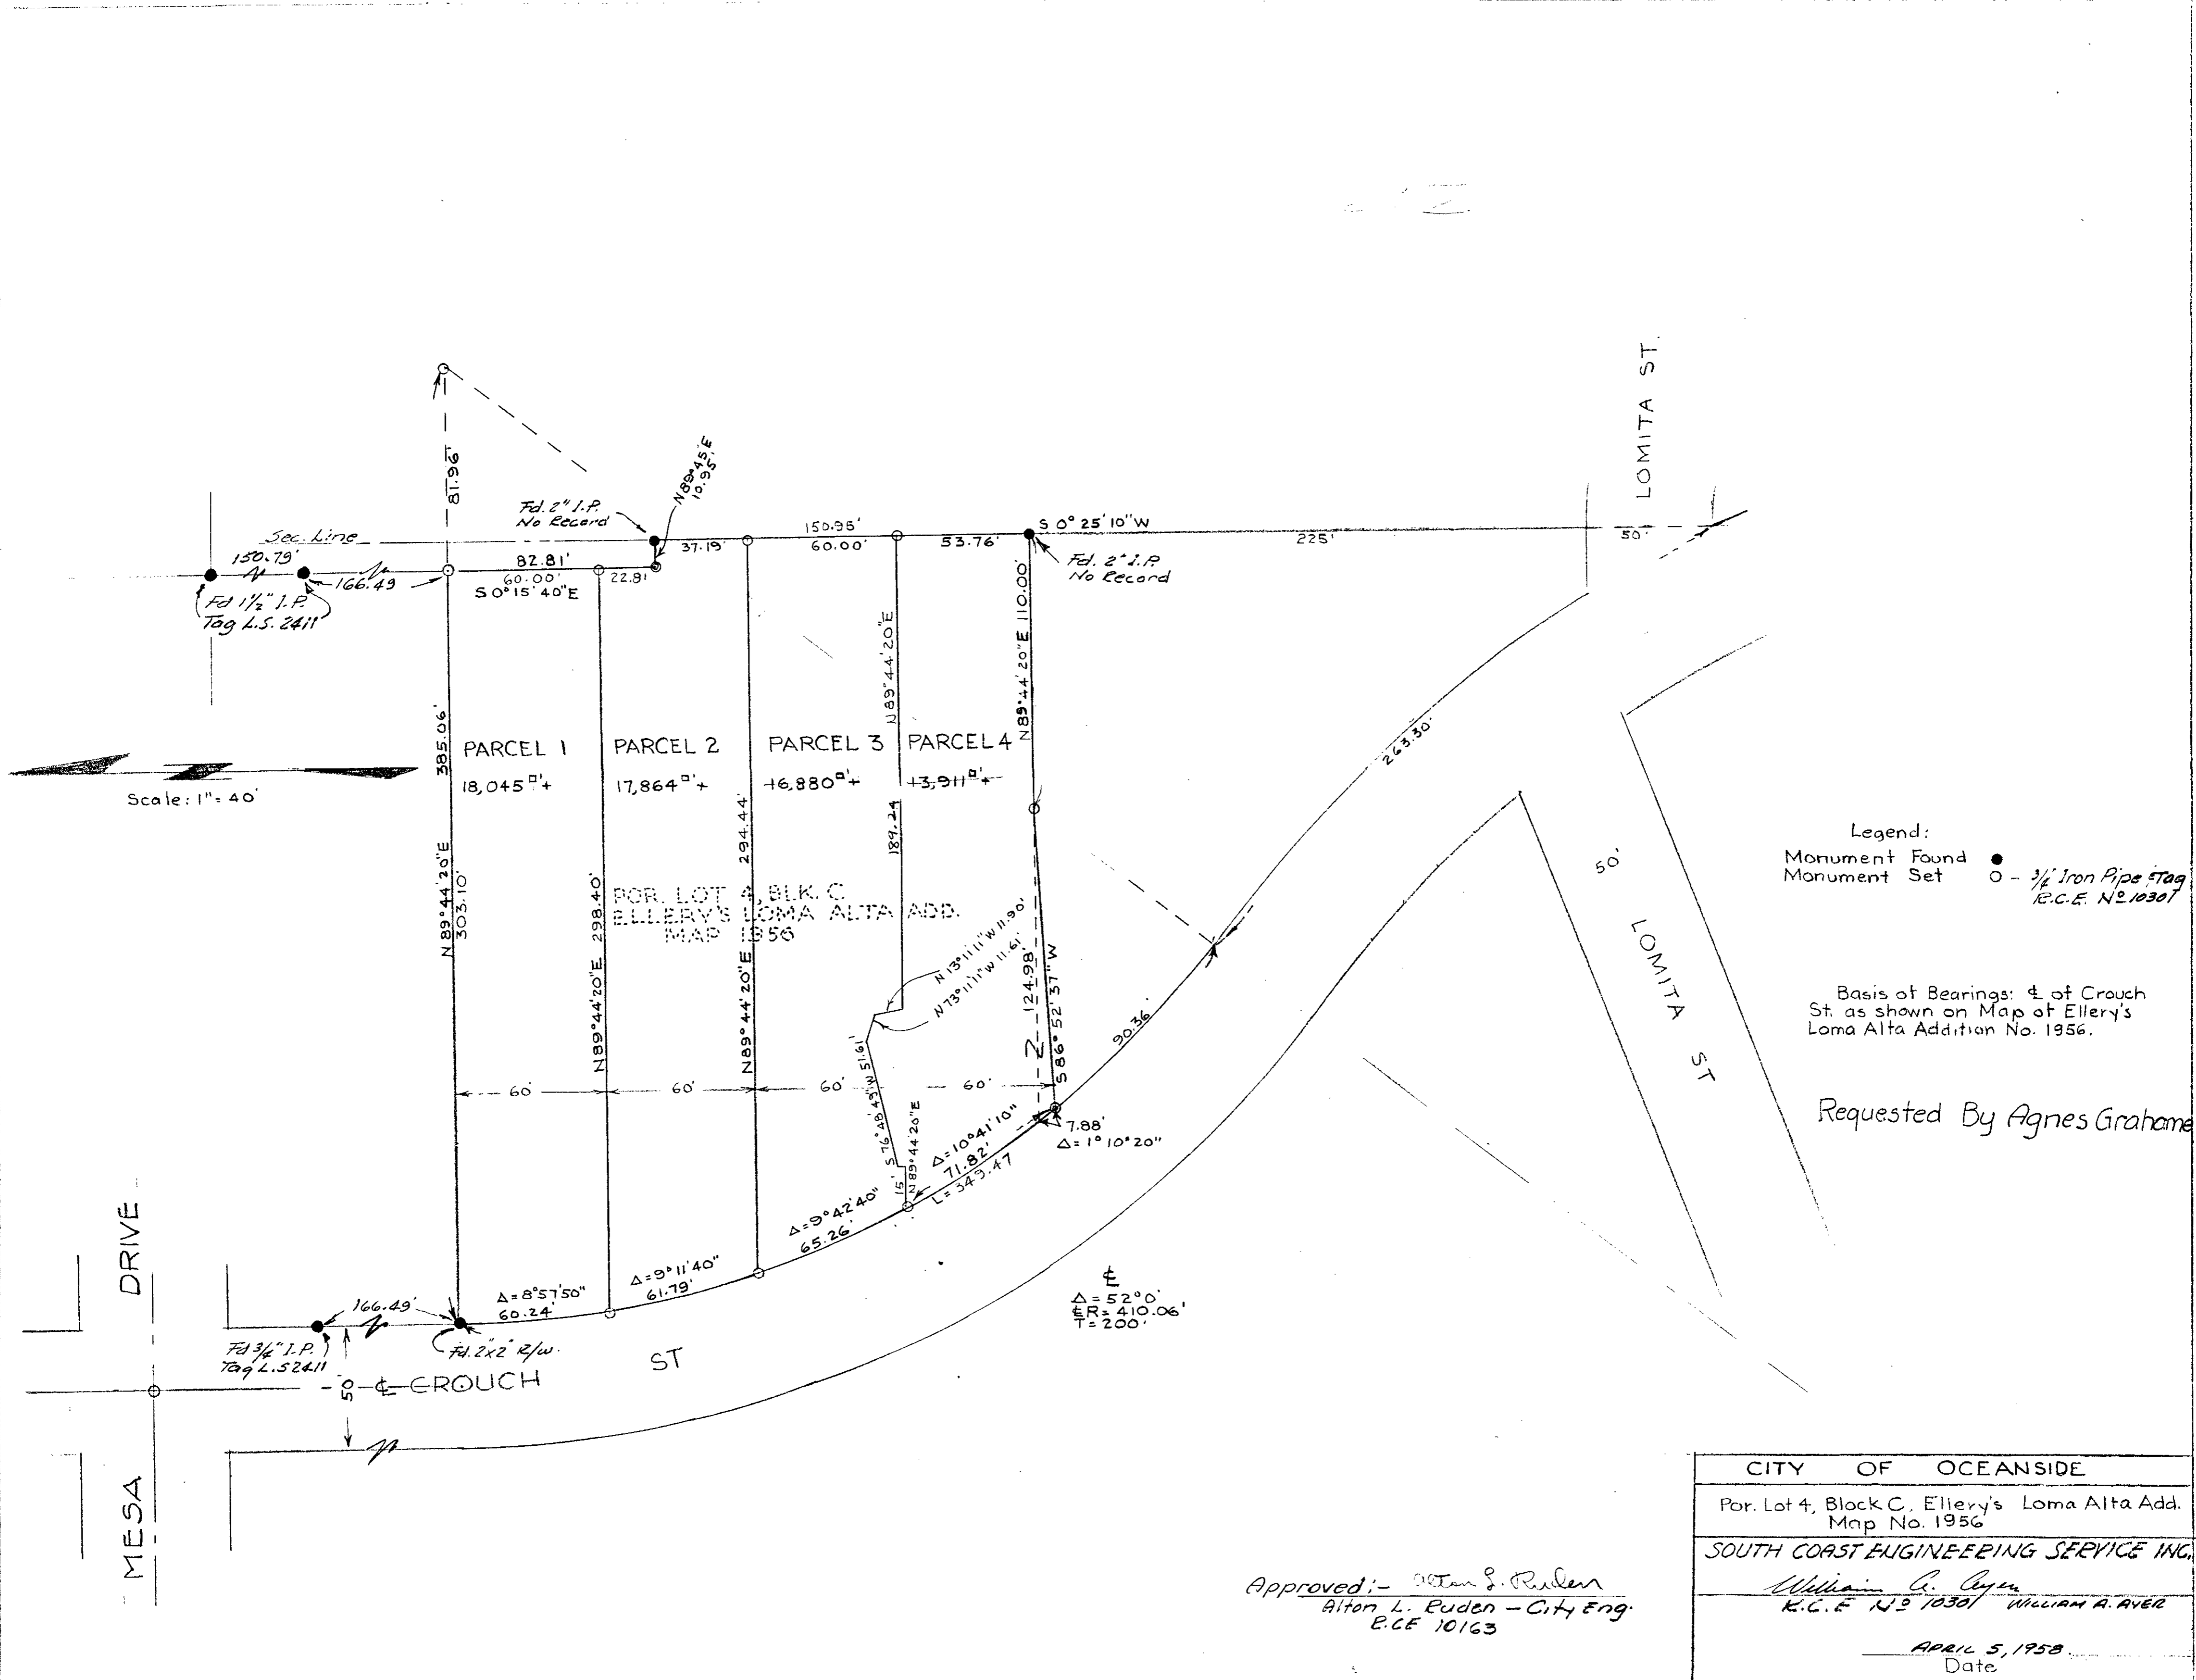 LOMITA ST.
81.96'
N89°45'E
10.95'
Fd. 2" I.P.
No Record
Sec. Line
150.79'
166.49
Fd 1½" I.P.
Tag L.S. 2411
82.81'
60.00'
22.81'
S 0°15'40"E
37.19'
150.95'
60.00'
53.76'
S 0° 25' 10" W
225'
50'
Fd. 2" I.P.
No Record
N89°44'20"E 110.00'
N89°44'20"E
189.24
385.06'
N 89°44'20"E
303.10'
PARCEL 1
18,045 □' +
PARCEL 2
17,864 □' +
PARCEL 3
16,880 □' +
PARCEL 4
13,911 □' +
Scale: 1" = 40'
N89°44'20"E 298.40'
N89°44'20"E 294.44'
POR. LOT 4, BLK. C
ELLERY'S LOMA ALTA ADD.
MAP 1956
N 13°11'11"W 11.90'
N 73°11'11"W 11.61'
S 76°48'49"W 51.61'
15'
N89°44'20"E
124.98'
S 86°52'37" W
60'
60'
60'
60'
263.30'
90.36'
7.88'
Δ = 1°10'20"
Δ=10°41'10"
71.82'
L = 349.47
Δ=9°42'40"
65.26'
Δ=9°11'40"
61.79'
Δ=8°57'50"
60.24'
166.49'
Fd 3/4" I.P.
Tag L.S 2411
Fd. 2"x2" R/W.
50'
℄ CROUCH
ST
MESA DRIVE
℄
Δ = 52°0'
℄R = 410.06'
T = 200'
50'
LOMITA ST
Legend:
Monument Found ●
Monument Set ○ - 3/4" Iron Pipe & Tag
R.C.E. Nº 10301
Basis of Bearings: ℄ of Crouch
St. as shown on Map of Ellery's
Loma Alta Addition No. 1956.
Requested By Agnes Grahame
Approved:- Alton L. Ruden
Alton L. Ruden - City Eng.
R.C.E 10163
CITY OF OCEANSIDE
Por. Lot 4, Block C, Ellery's Loma Alta Add.
Map No. 1956
SOUTH COAST ENGINEERING SERVICE INC.
William A. Ayer
R.C.E Nº 10301 WILLIAM A. AYER
APRIL 5, 1958
Date